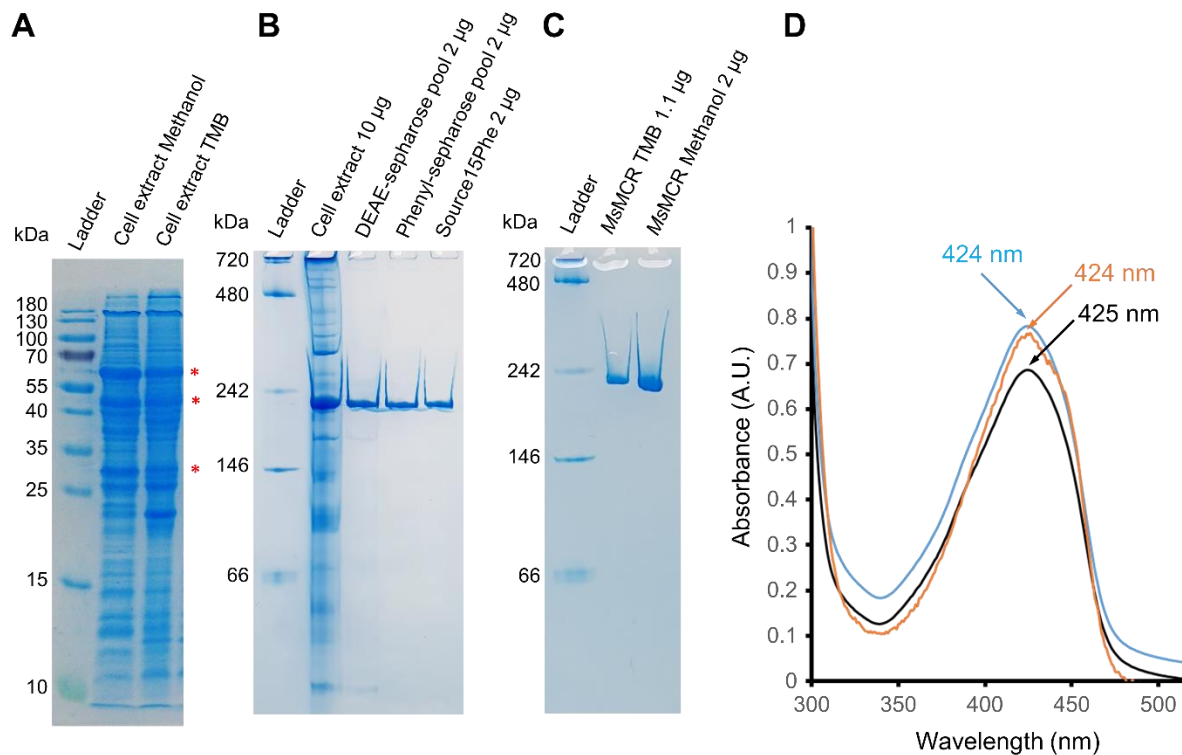 A
kDa
Ladder
Cell extract Methanol
Cell extract TMB
180
130
100
70
55
40
35
25
15
10
*
*
*
B
kDa
Ladder
Cell extract 10 µg
DEAE-sepharose pool 2 µg
Phenyl-sepharose pool 2 µg
Source15Phe 2 µg
720
480
242
146
66
C
kDa
Ladder
MsMCR TMB 1.1 µg
MsMCR Methanol 2 µg
720
480
242
146
66
D
424 nm
424 nm
425 nm
Absorbance (A.U.)
1
0.9
0.8
0.7
0.6
0.5
0.4
0.3
0.2
0.1
0
300
350
400
450
500
Wavelength (nm)